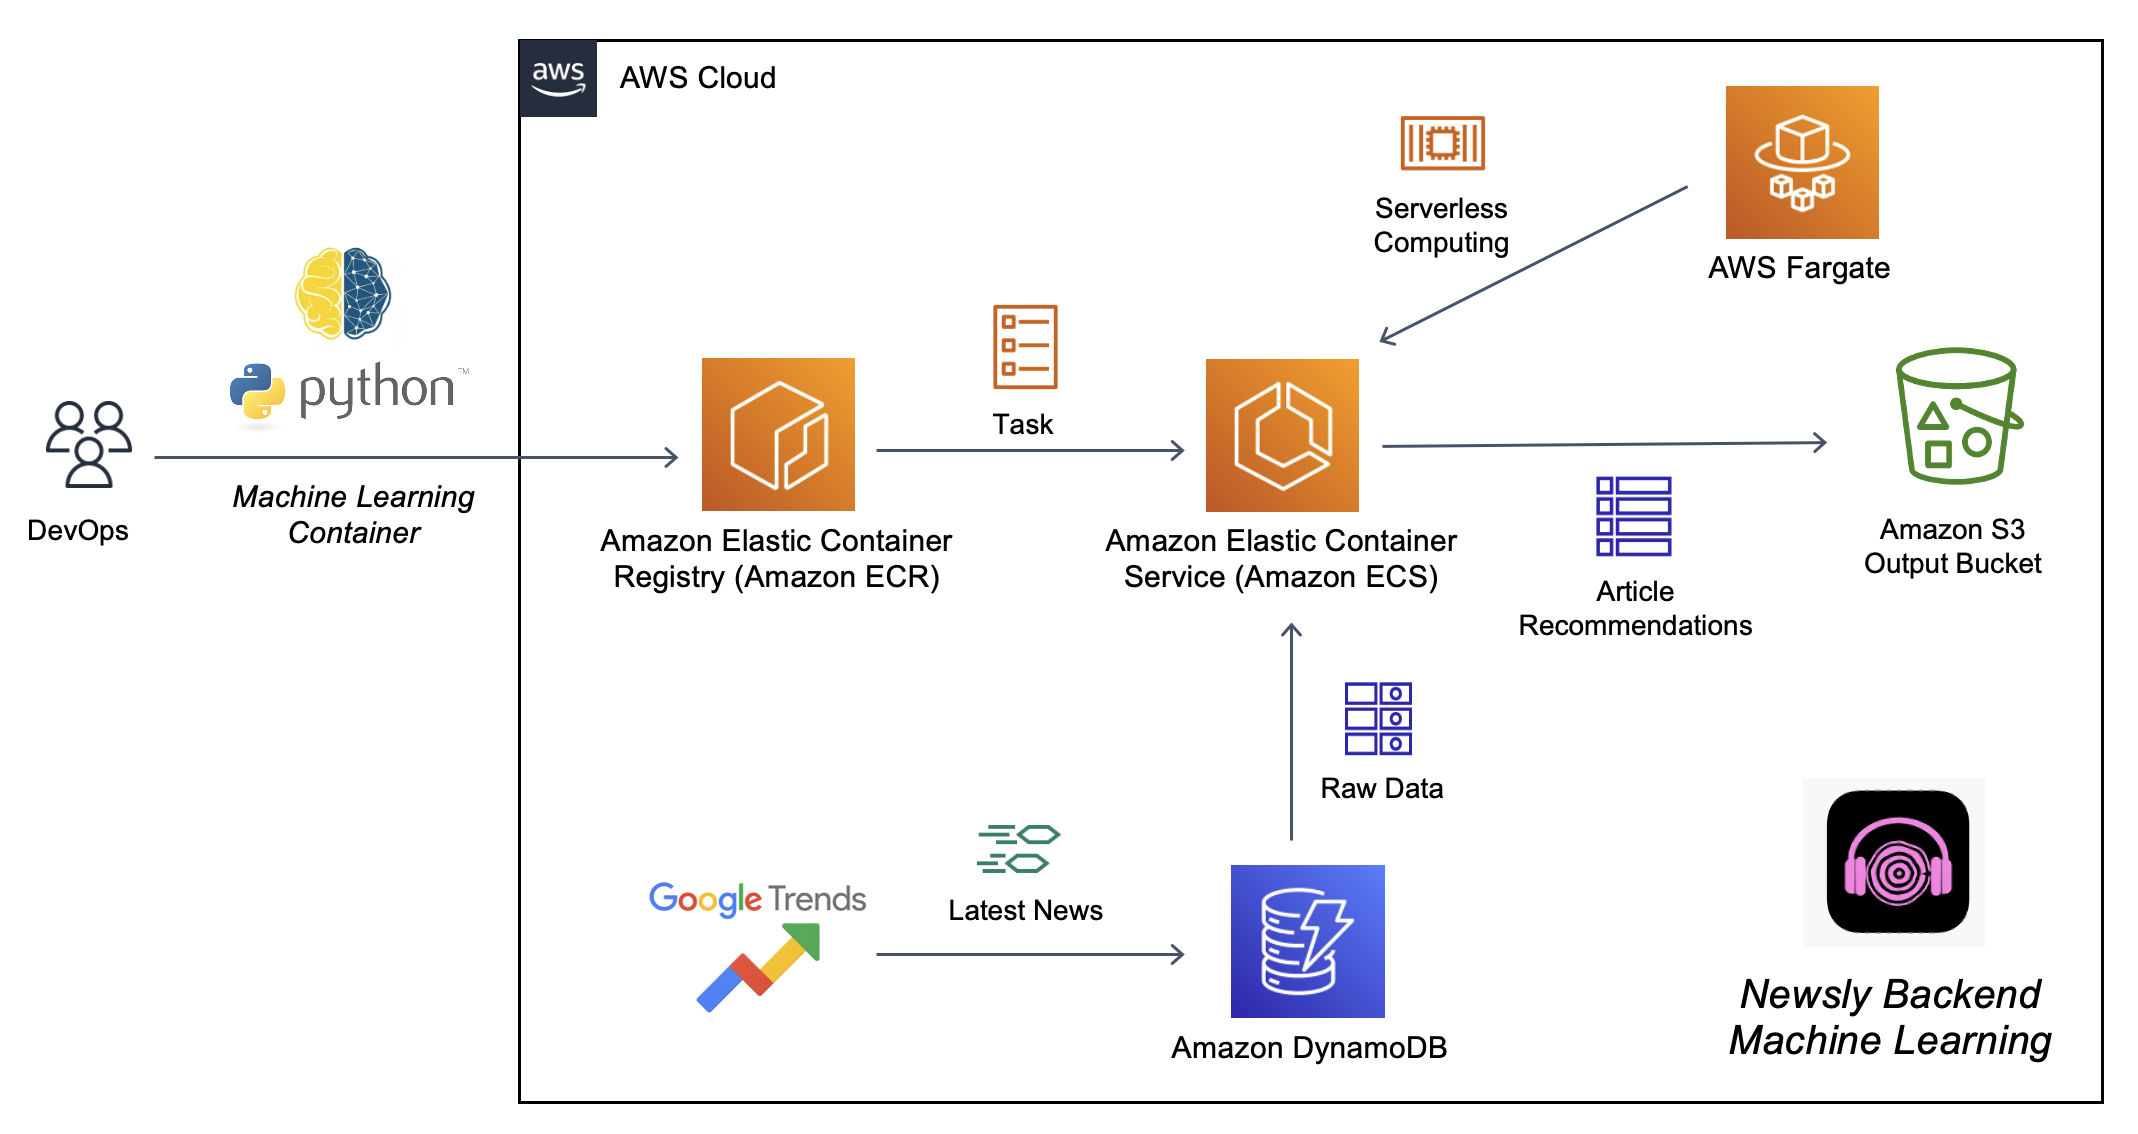 aws
AWS Cloud
Serverless
Computing
AWS Fargate
python™
Task
DevOps
Machine Learning
Container
Amazon Elastic Container
Registry (Amazon ECR)
Amazon Elastic Container
Service (Amazon ECS)
Article
Recommendations
Amazon S3
Output Bucket
Raw Data
Google Trends
Latest News
Amazon DynamoDB
Newsly Backend
Machine Learning